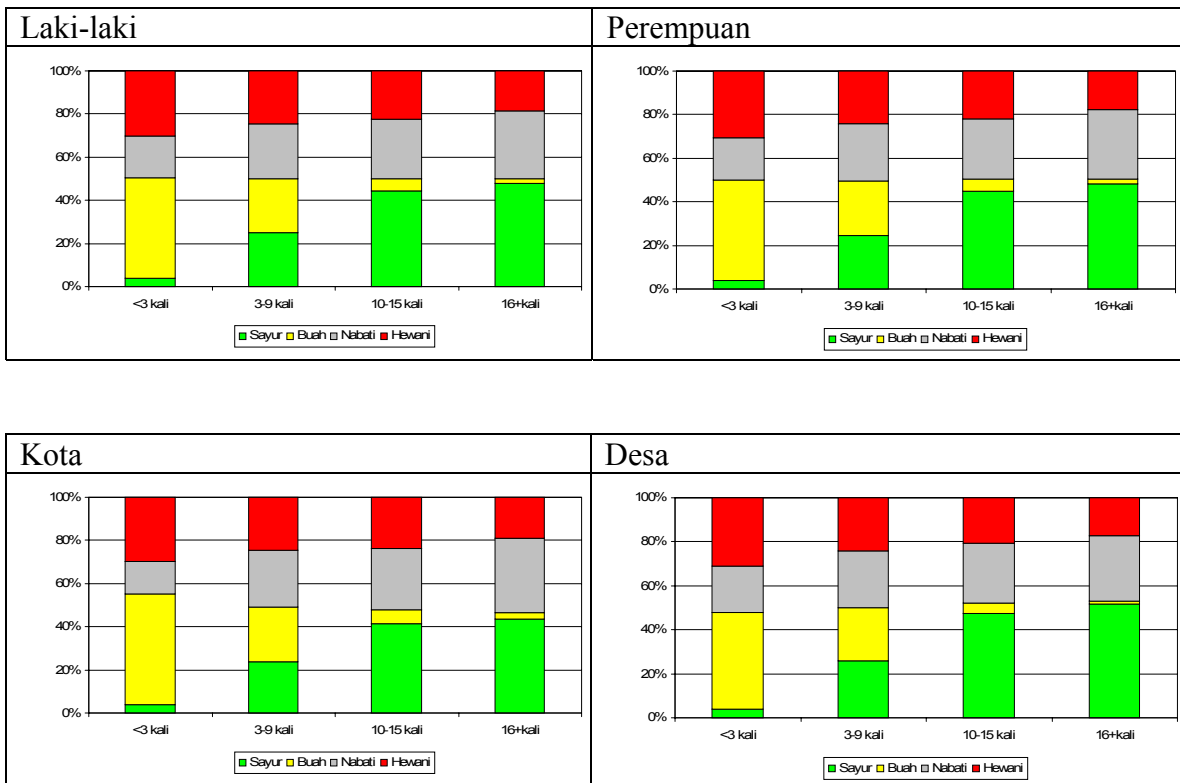 Laki-laki
100%
80%
60%
40%
20%
0%
<3 kali 3-9 kali 10-15 kali 16+kali
Sayur Buah Nabati Hewani
Perempuan
100%
80%
60%
40%
20%
0%
<3 kali 3-9 kali 10-15 kali 16+kali
Sayur Buah Nabati Hewani
Kota
100%
80%
60%
40%
20%
0%
<3 kali 3-9 kali 10-15 kali 16+kali
Sayur Buah Nabati Hewani
Desa
100%
80%
60%
40%
20%
0%
<3 kali 3-9 kali 10-15 kali 16+kali
Sayur Buah Nabati Hewani